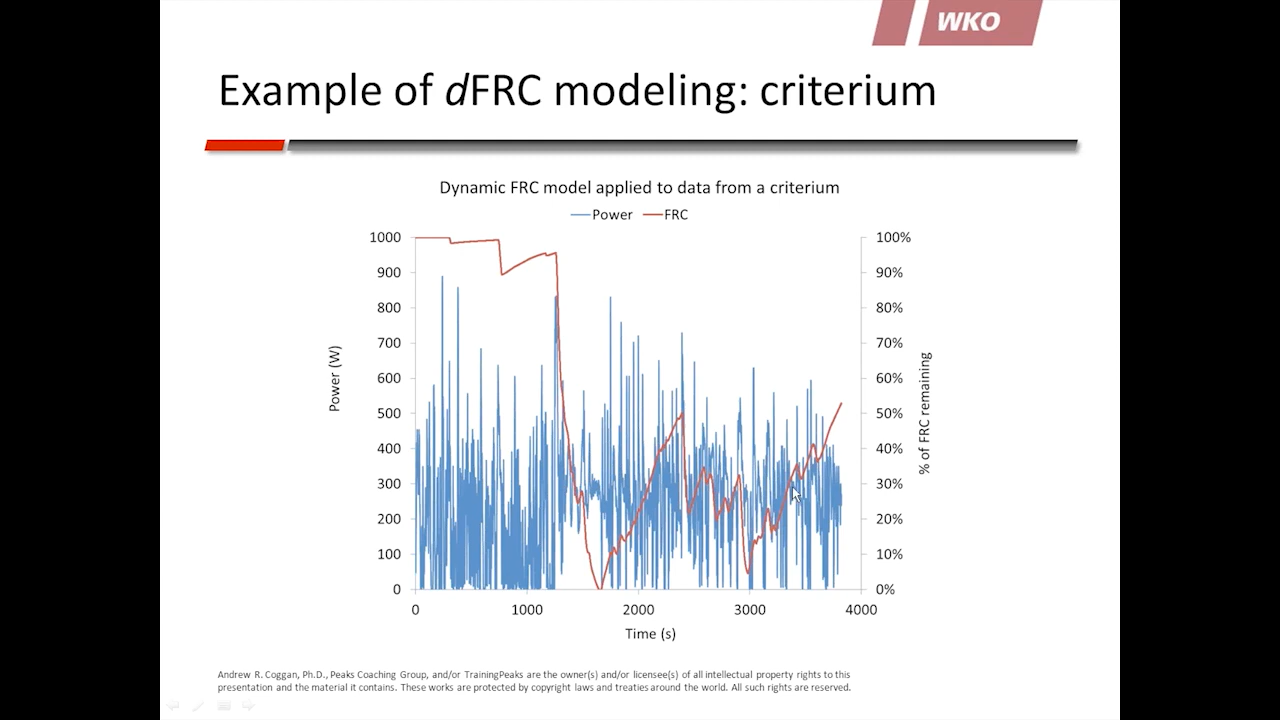 WKO
Example of dFRC modeling: criterium
Dynamic FRC model applied to data from a criterium
Power FRC
1000 100%
900 90%
800 80%
700 70%
600 60%
500 50%
400 40%
300 30%
200 20%
100 10%
0 0%
Power (W)
% of FRC remaining
0 1000 2000 3000 4000
Time (s)
Andrew R. Coggan, Ph.D., Peaks Coaching Group, and/or TrainingPeaks are the owner(s) and/or licensee(s) of all intellectual property rights to this
presentation and the material it contains. These works are protected by copyright laws and treaties around the world. All such rights are reserved.